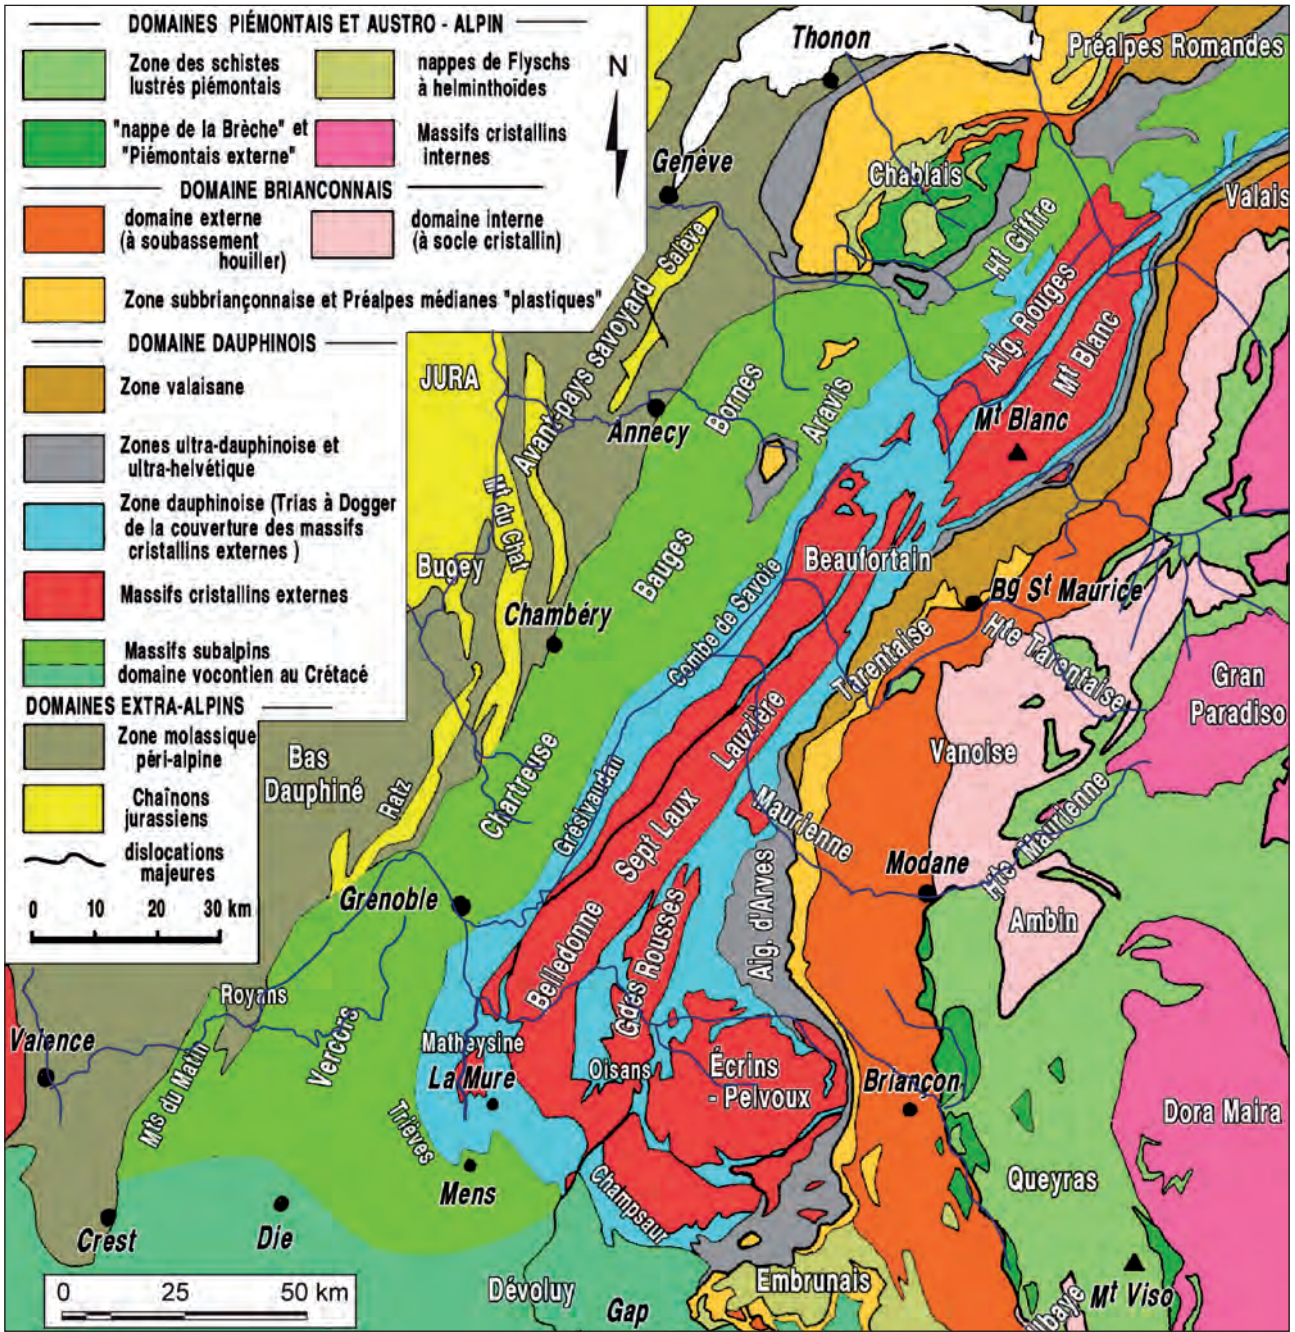 DOMAINES PIÉMONTAIS ET AUSTRO - ALPIN
Zone des schistes
lustrés piémontais
nappes de Flyschs
à helminthoïdes
"nappe de la Brèche" et
"Piémontais externe"
Massifs cristallins
internes
DOMAINE BRIANCONNAIS
domaine externe
(à soubassement
houiller)
domaine interne
(à socle cristallin)
Zone subbriançonnaise et Préalpes médianes "plastiques"
DOMAINE DAUPHINOIS
Zone valaisane
Zones ultra-dauphinoise et
ultra-helvétique
Zone dauphinoise (Trias à Dogger
de la couverture des massifs
cristallins externes )
Massifs cristallins externes
Massifs subalpins
domaine vocontien au Crétacé
DOMAINES EXTRA-ALPINS
Zone molassique
péri-alpine
Chaînons
jurassiens
dislocations
majeures
0 10 20 30 km
N
Thonon
Préalpes Romandes
Genève
Chablais
Valais
Salève
Ht Giffre
Avant-pays savoyard
Aig. Rouges
Mt Blanc
JURA
Bornes
Aravis
Annecy
Mt Blanc
Mt du Chat
Bugey
Bauges
Beaufortain
Combe de Savoie
Chambéry
Bg St Maurice
Tarentaise
Hte Tarentaise
Gran
Paradiso
Lauzière
Bas
Dauphiné
Vanoise
Chartreuse
Ratz
Grésivaudan
Maurienne
Hte Maurienne
Sept Laux
Modane
Grenoble
Aig. d'Arves
Ambin
Belledonne
Gdes Rousses
Royans
Valence
Vercors
Matheysine
La Mure
Oisans
Écrins
- Pelvoux
Briançon
Mts du Matin
Dora Maira
Trièves
Mens
Queyras
Champsaur
Crest
Die
Embrunais
Dévoluy
Gap
Mt Viso
Ubaye
0 25 50 km